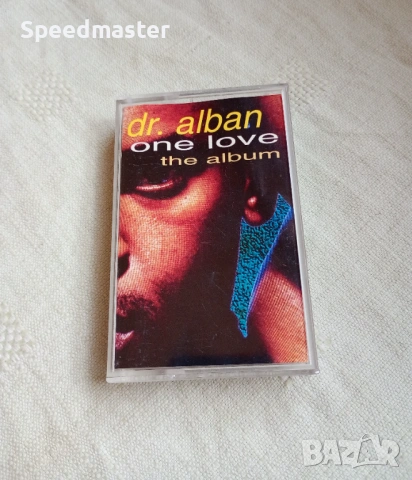 Speedmaster
dr. alban
one love
the album
BAZAR